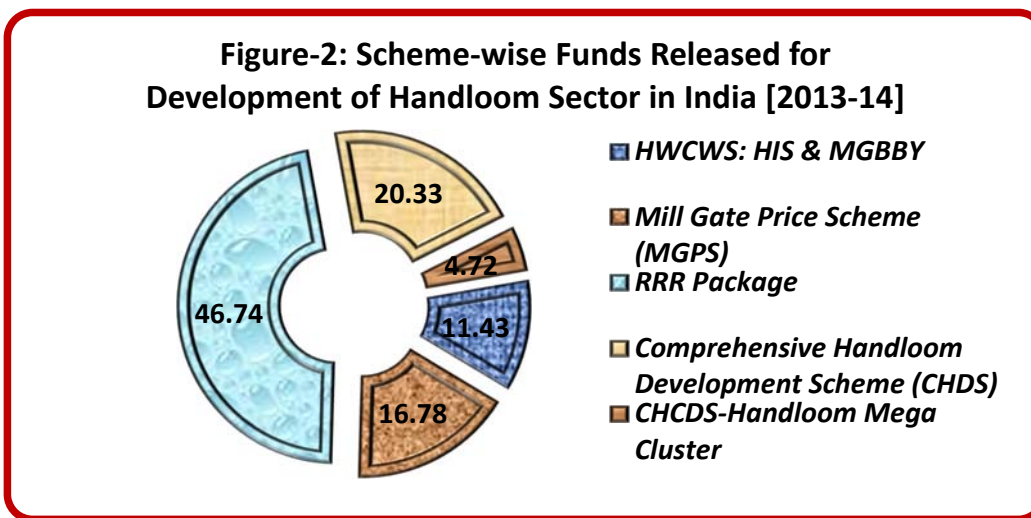 Figure-2: Scheme-wise Funds Released for
Development of Handloom Sector in India [2013-14]
20.33
4.72
46.74
11.43
16.78
HWCWS: HIS & MGBBY
Mill Gate Price Scheme
(MGPS)
RRR Package
Comprehensive Handloom
Development Scheme (CHDS)
CHCDS-Handloom Mega
Cluster